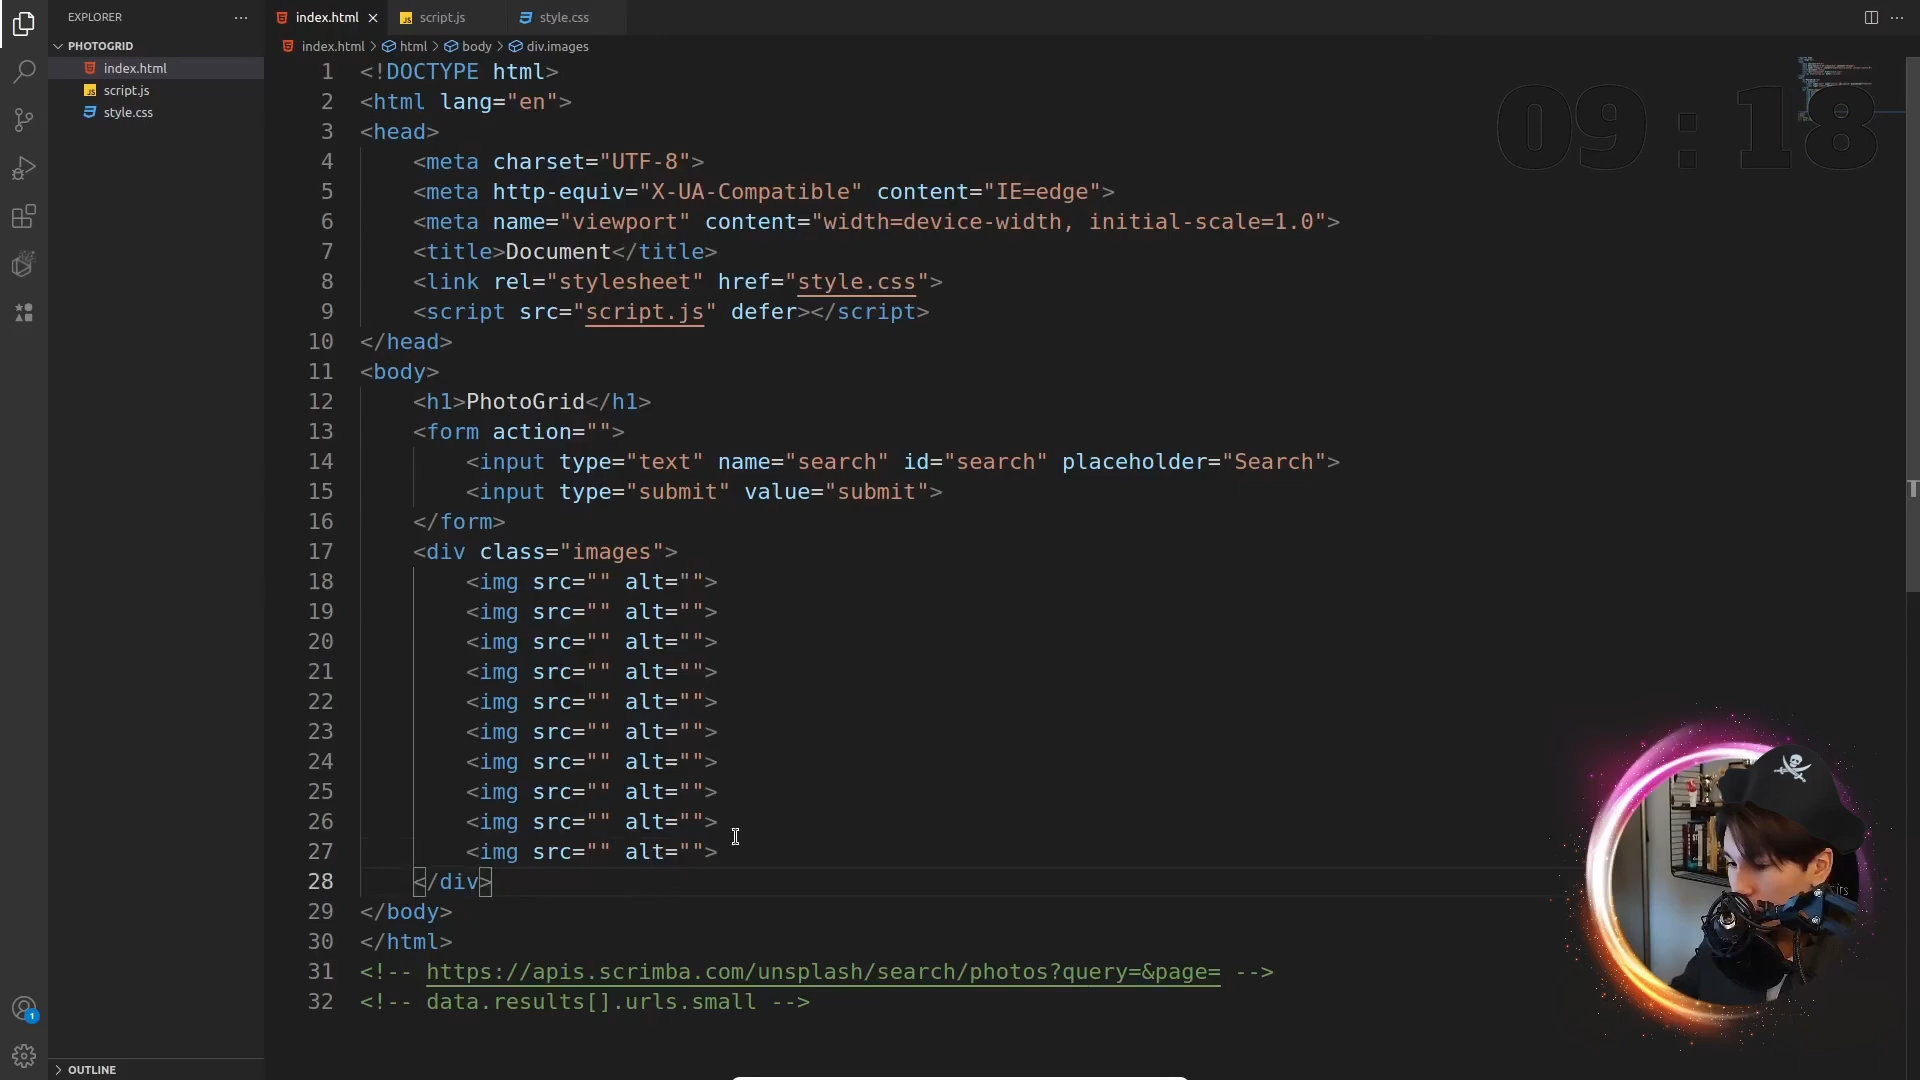 EXPLORER
PHOTOGRID
index.html
script.js
style.css
OUTLINE
1
index.html
script.js
style.css
index.html > html > body > div.images
09:18
1 <!DOCTYPE html>
2 <html lang="en">
3 <head>
4 <meta charset="UTF-8">
5 <meta http-equiv="X-UA-Compatible" content="IE=edge">
6 <meta name="viewport" content="width=device-width, initial-scale=1.0">
7 <title>Document</title>
8 <link rel="stylesheet" href="style.css">
9 <script src="script.js" defer></script>
10 </head>
11 <body>
12 <h1>PhotoGrid</h1>
13 <form action="">
14 <input type="text" name="search" id="search" placeholder="Search">
15 <input type="submit" value="submit">
16 </form>
17 <div class="images">
18 <img src="" alt="">
19 <img src="" alt="">
20 <img src="" alt="">
21 <img src="" alt="">
22 <img src="" alt="">
23 <img src="" alt="">
24 <img src="" alt="">
25 <img src="" alt="">
26 <img src="" alt="">
27 <img src="" alt="">
28 </div>
29 </body>
30 </html>
31 <!-- https://apis.scrimba.com/unsplash/search/photos?query=&page= -->
32 <!-- data.results[].urls.small -->